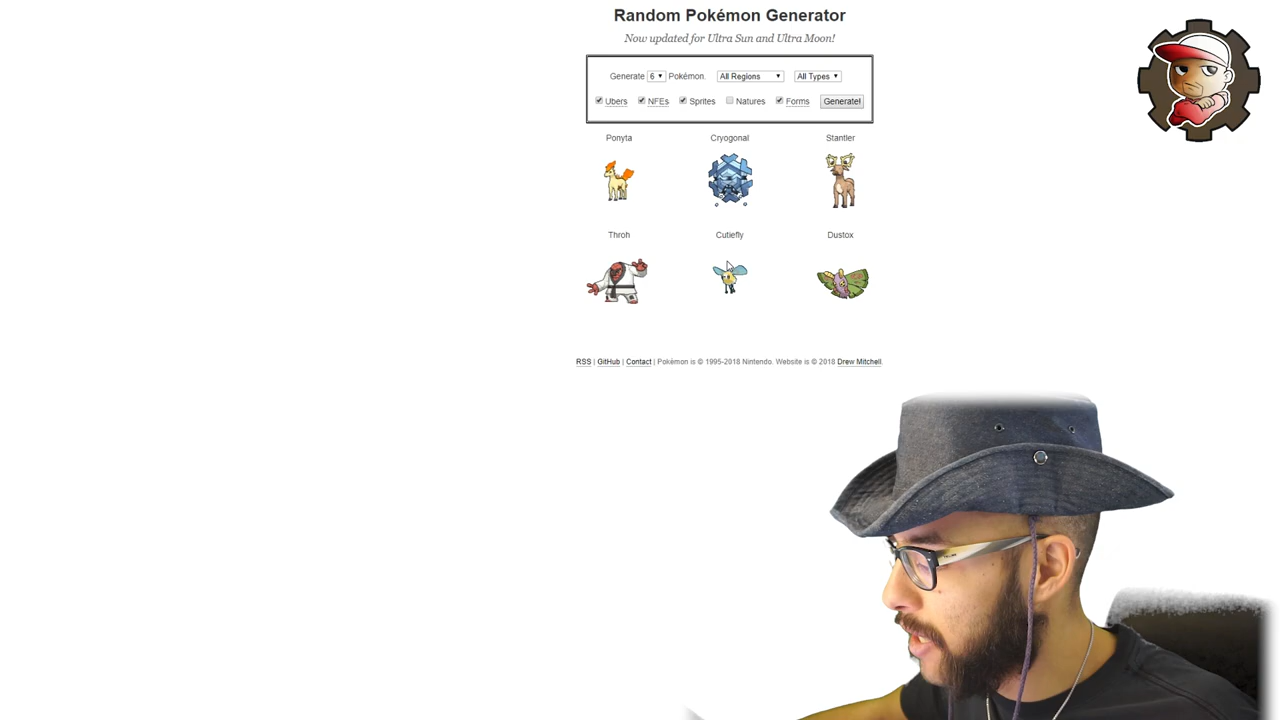 Random Pokémon Generator
Now updated for Ultra Sun and Ultra Moon!
Generate 6 Pokémon. All Regions All Types
Ubers NFEs Sprites Natures Forms Generate!
Ponyta Cryogonal Stantler
Throh Cutiefly Dustox
RSS | GitHub | Contact | Pokémon is © 1995-2018 Nintendo. Website is © 2018 Drew Mitchell.